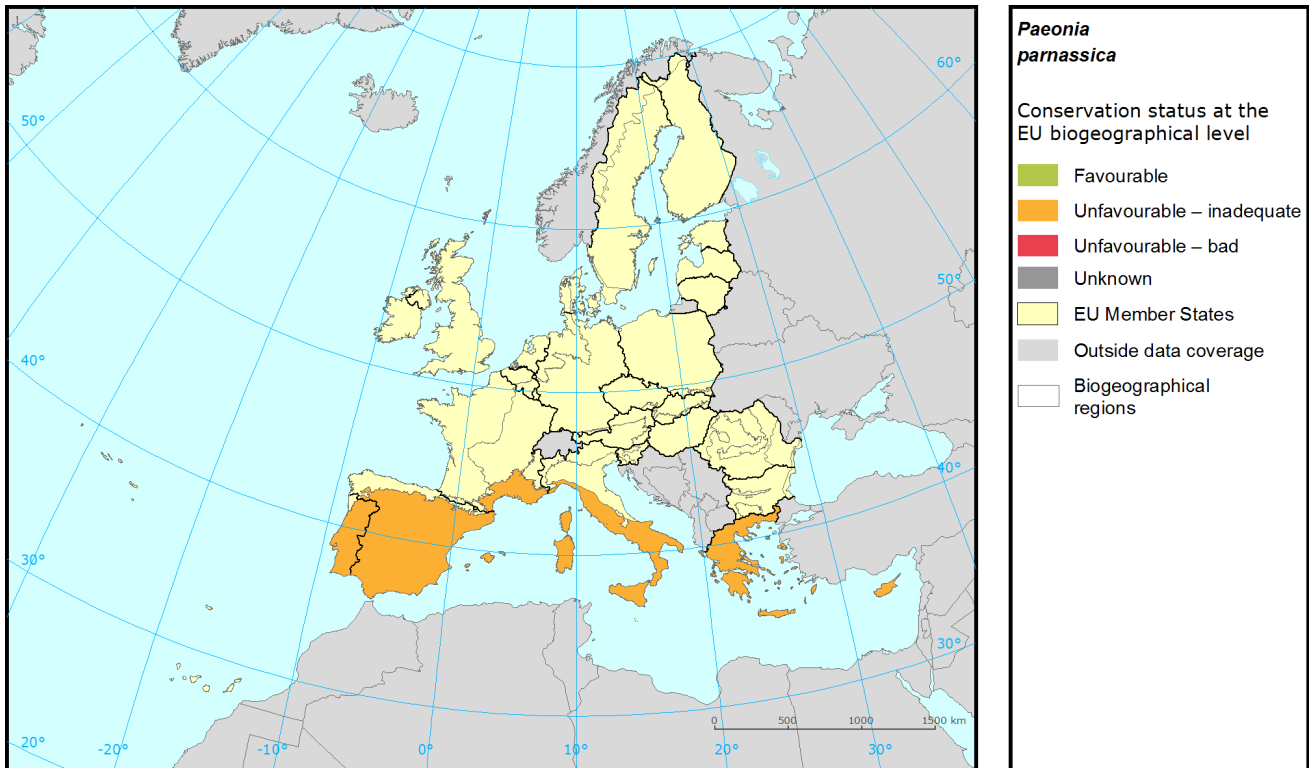 60°
50°
50°
40°
40°
30°
30°
20°
-20°
-10°
0°
10°
20°
30°
0 500 1000 1500 km
Paeonia
parnassica
Conservation status at the
EU biogeographical level
Favourable
Unfavourable – inadequate
Unfavourable – bad
Unknown
EU Member States
Outside data coverage
Biogeographical
regions